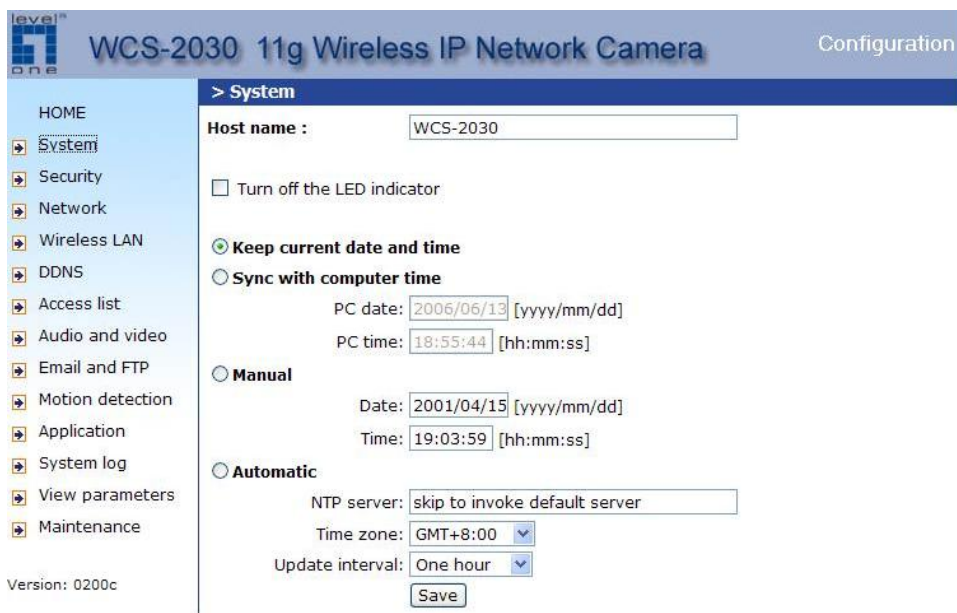 level™
one
WCS-2030 11g Wireless IP Network Camera
Configuration
HOME
System
Security
Network
Wireless LAN
DDNS
Access list
Audio and video
Email and FTP
Motion detection
Application
System log
View parameters
Maintenance
Version: 0200c
> System
Host name : WCS-2030
Turn off the LED indicator
Keep current date and time
Sync with computer time
PC date: 2006/06/13 [yyyy/mm/dd]
PC time: 18:55:44 [hh:mm:ss]
Manual
Date: 2001/04/15 [yyyy/mm/dd]
Time: 19:03:59 [hh:mm:ss]
Automatic
NTP server: skip to invoke default server
Time zone: GMT+8:00
Update interval: One hour
Save